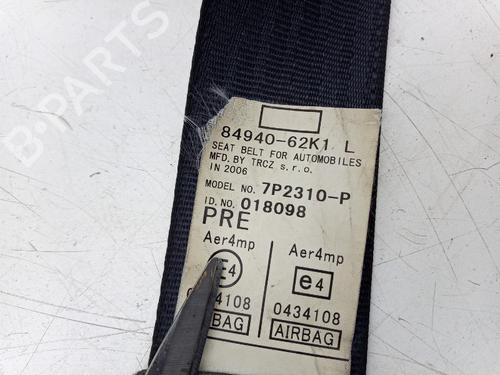 84940-62K1 L
SEAT BELT FOR AUTOMOBILES
MFD. BY TRCZ s.r.o.
IN 2006
MODEL NO. 7P2310-P
ID. NO. 018098
PRE
Aer4mp Aer4mp
E4 e4
0434108 0434108
AIRBAG AIRBAG
B-PARTS